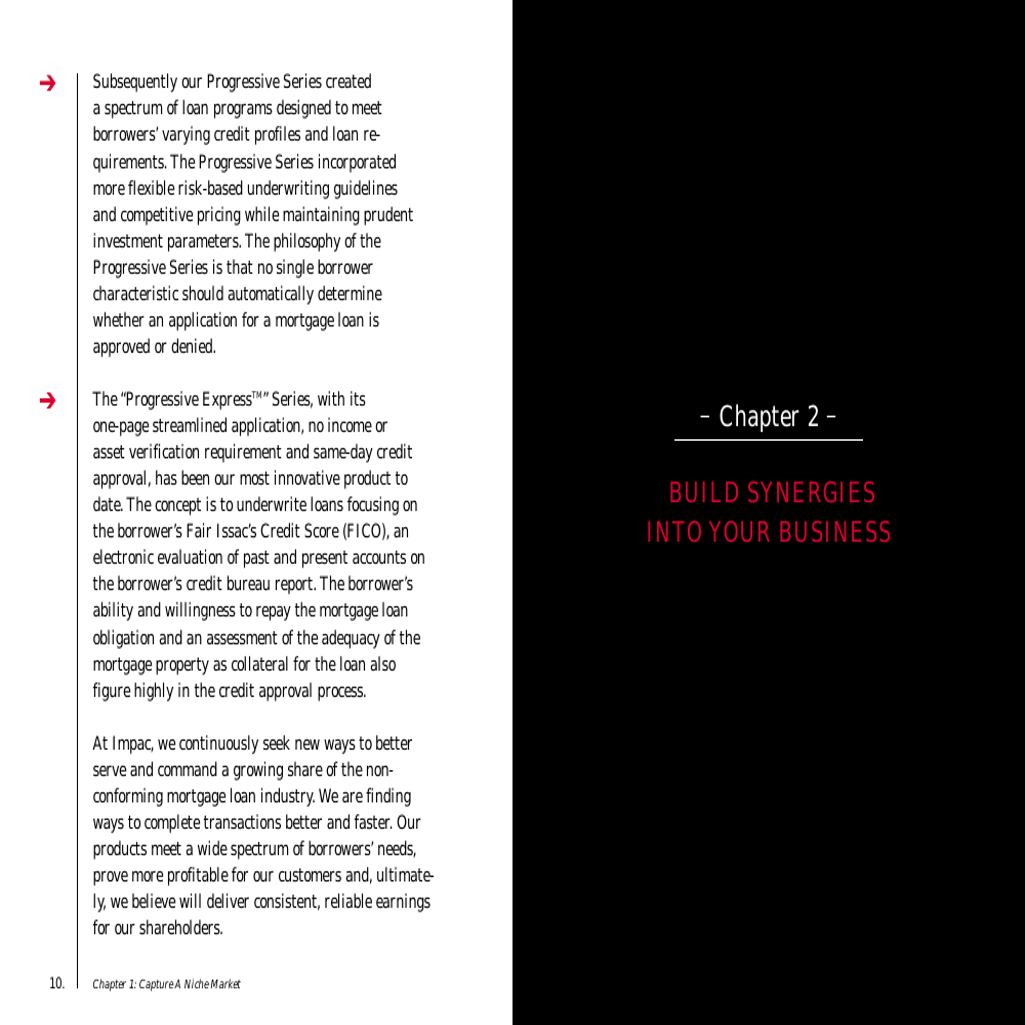 Subsequently our Progressive Series created
a spectrum of loan programs designed to meet
borrowers' varying credit profiles and loan re-
quirements. The Progressive Series incorporated
more flexible risk-based underwriting guidelines
and competitive pricing while maintaining prudent
investment parameters. The philosophy of the
Progressive Series is that no single borrower
characteristic should automatically determine
whether an application for a mortgage loan is
approved or denied.
The “Progressive Express™” Series, with its
one-page streamlined application, no income or
asset verification requirement and same-day credit
approval, has been our most innovative product to
date. The concept is to underwrite loans focusing on
the borrower's Fair Issac's Credit Score (FICO), an
electronic evaluation of past and present accounts on
the borrower's credit bureau report. The borrower's
ability and willingness to repay the mortgage loan
obligation and an assessment of the adequacy of the
mortgage property as collateral for the loan also
figure highly in the credit approval process.
At Impac, we continuously seek new ways to better
serve and command a growing share of the non-
conforming mortgage loan industry. We are finding
ways to complete transactions better and faster. Our
products meet a wide spectrum of borrowers' needs,
prove more profitable for our customers and, ultimate-
ly, we believe will deliver consistent, reliable earnings
for our shareholders.
10. Chapter 1: Capture A Niche Market
– Chapter 2 –
BUILD SYNERGIES
INTO YOUR BUSINESS